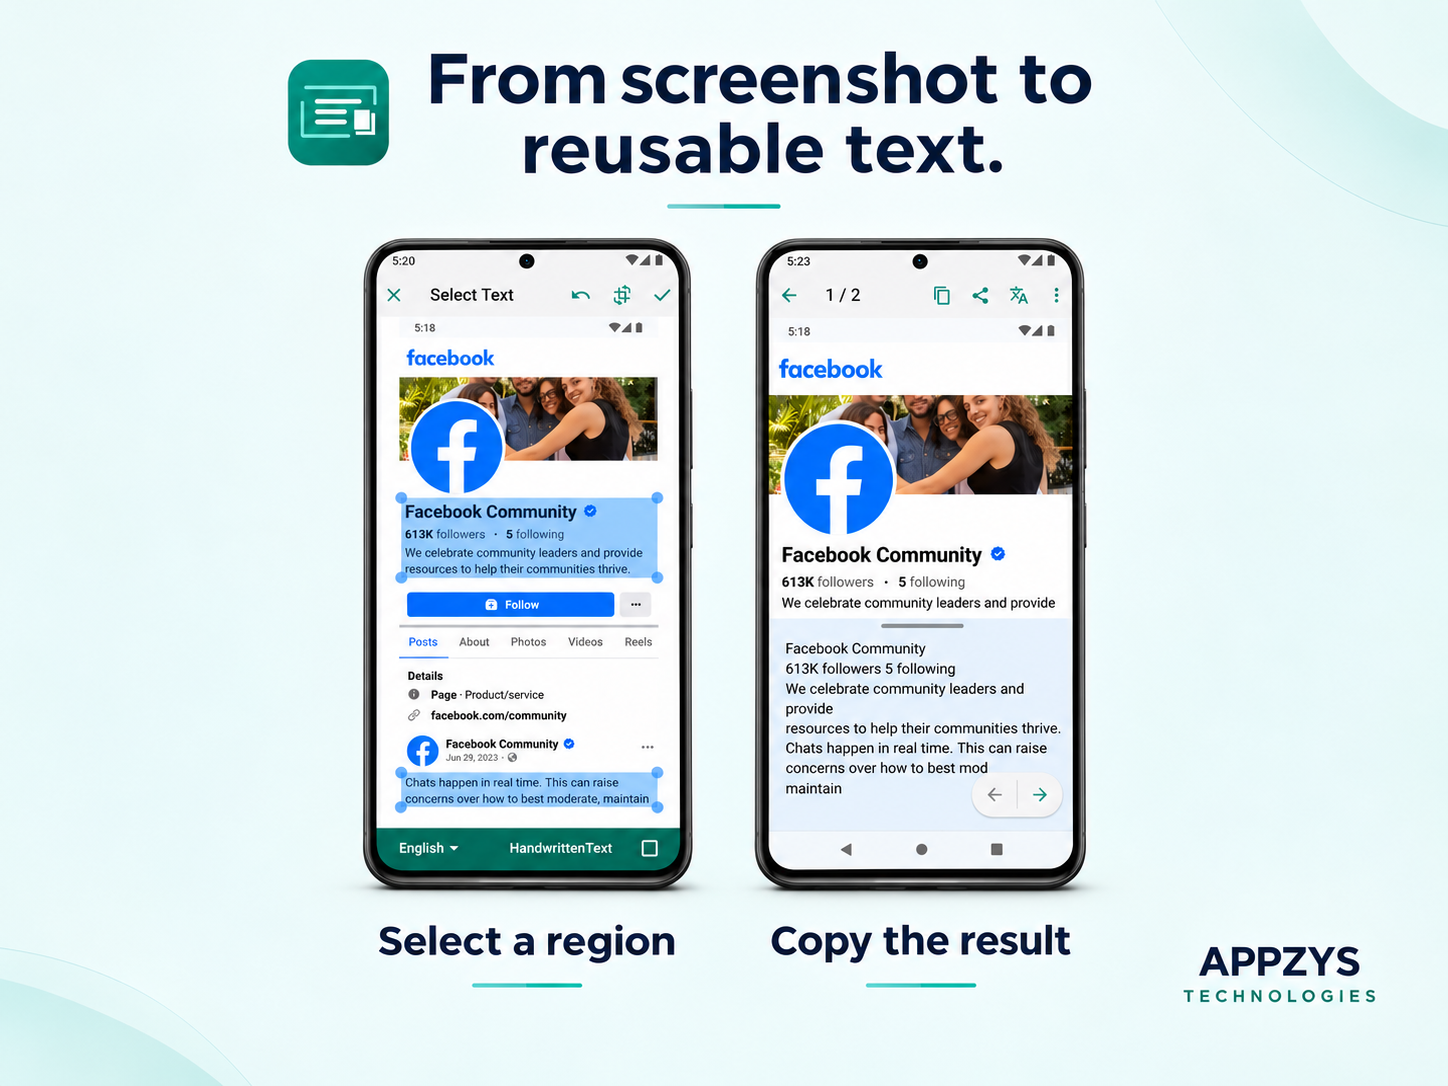 From screenshot to
reusable text.
5:20
Select Text
5:18
facebook
Facebook Community
613K followers · 5 following
We celebrate community leaders and provide
resources to help their communities thrive.
Follow
Posts About Photos Videos Reels
Details
Page · Product/service
facebook.com/community
Facebook Community
Jun 29, 2023 ·
Chats happen in real time. This can raise
concerns over how to best moderate, maintain
English HandwrittenText
Select a region
5:23
1 / 2
5:18
facebook
Facebook Community
613K followers · 5 following
We celebrate community leaders and provide
Facebook Community
613K followers 5 following
We celebrate community leaders and
provide
resources to help their communities thrive.
Chats happen in real time. This can raise
concerns over how to best mod
maintain
Copy the result
APPZYS
TECHNOLOGIES